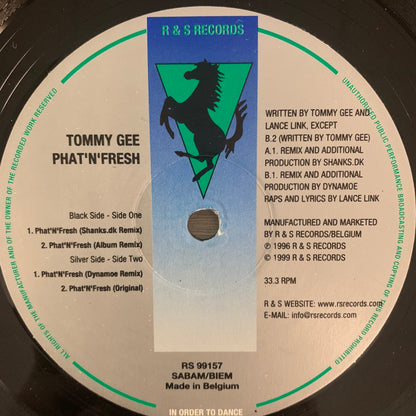 R & S RECORDS
TOMMY GEE
PHAT'N'FRESH
Black Side - Side One
1. Phat'N'Fresh (Shanks.dk Remix)
2. Phat'N'Fresh (Album Remix)
Silver Side - Side Two
1. Phat'N'Fresh (Dynamoe Remix)
2. Phat'N'Fresh (Original)
WRITTEN BY TOMMY GEE AND
LANCE LINK, EXCEPT
B.2 (WRITTEN BY TOMMY GEE)
A.1. REMIX AND ADDITIONAL
PRODUCTION BY SHANKS.DK
B.1. REMIX AND ADDITIONAL
PRODUCTION BY DYNAMOE
RAPS AND LYRICS BY LANCE LINK
MANUFACTURED AND MARKETED
BY R & S RECORDS/BELGIUM
℗ 1996 R & S RECORDS
© 1999 R & S RECORDS
33.3 RPM
R & S WEBSITE: www.rsrecords.com
E-MAIL: info@rsrecords.com
RS 99157
SABAM/BIEM
Made in Belgium
IN ORDER TO DANCE
ALL RIGHTS OF THE MANUFACTURER AND OF THE OWNER OF THE RECORDED WORK RESERVED
UNAUTHORISED PUBLIC PERFORMANCE BROADCASTING AND COPYING OF THIS RECORD PROHIBITED